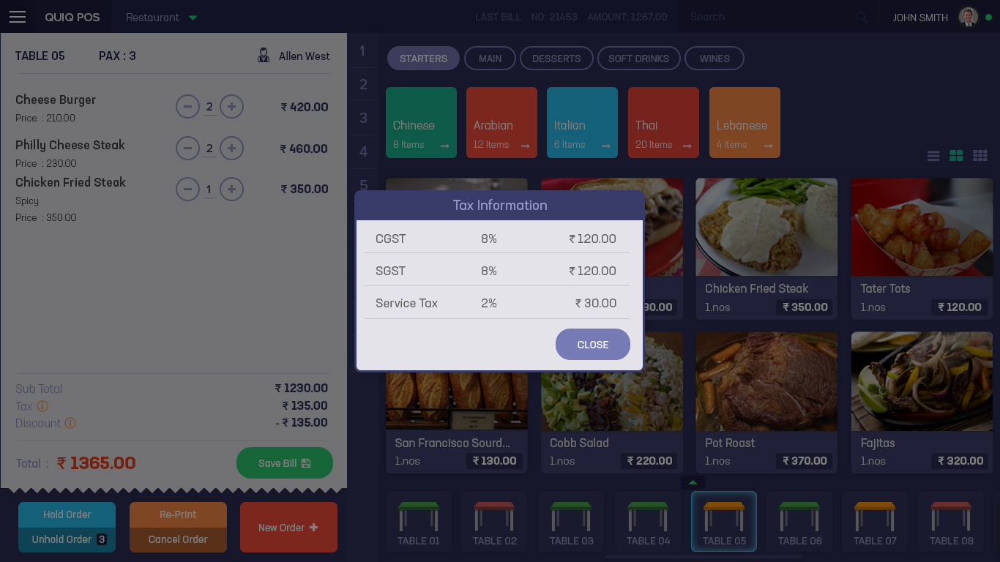 QUIQ POS
Restaurant
LAST BILL NO: 21453 AMOUNT: 1267.00
Search
JOHN SMITH
TABLE 05
PAX : 3
Allen West
Cheese Burger
Price : 210.00
2
₹ 420.00
Philly Cheese Steak
Price : 230.00
2
₹ 460.00
Chicken Fried Steak
Spicy
Price : 350.00
1
₹ 350.00
Sub Total ₹ 1230.00
Tax ₹ 135.00
Discount - ₹ 135.00
Total : ₹ 1365.00
Save Bill
Hold Order
Unhold Order 3
Re-Print
Cancel Order
New Order
1
2
3
4
5
STARTERS
MAIN
DESSERTS
SOFT DRINKS
WINES
Chinese
8 Items
Arabian
12 Items
Italian
6 Items
Thai
20 Items
Lebanese
4 Items
Tax Information
CGST 8% ₹ 120.00
SGST 8% ₹ 120.00
Service Tax 2% ₹ 30.00
CLOSE
Chicken Fried Steak
1.nos ₹ 350.00
Tater Tots
1.nos ₹ 120.00
San Francisco Sourd...
1.nos ₹ 130.00
Cobb Salad
1.nos ₹ 220.00
Pot Roast
1.nos ₹ 370.00
Fajitas
1.nos ₹ 320.00
TABLE 01
TABLE 02
TABLE 03
TABLE 04
TABLE 05
TABLE 06
TABLE 07
TABLE 08